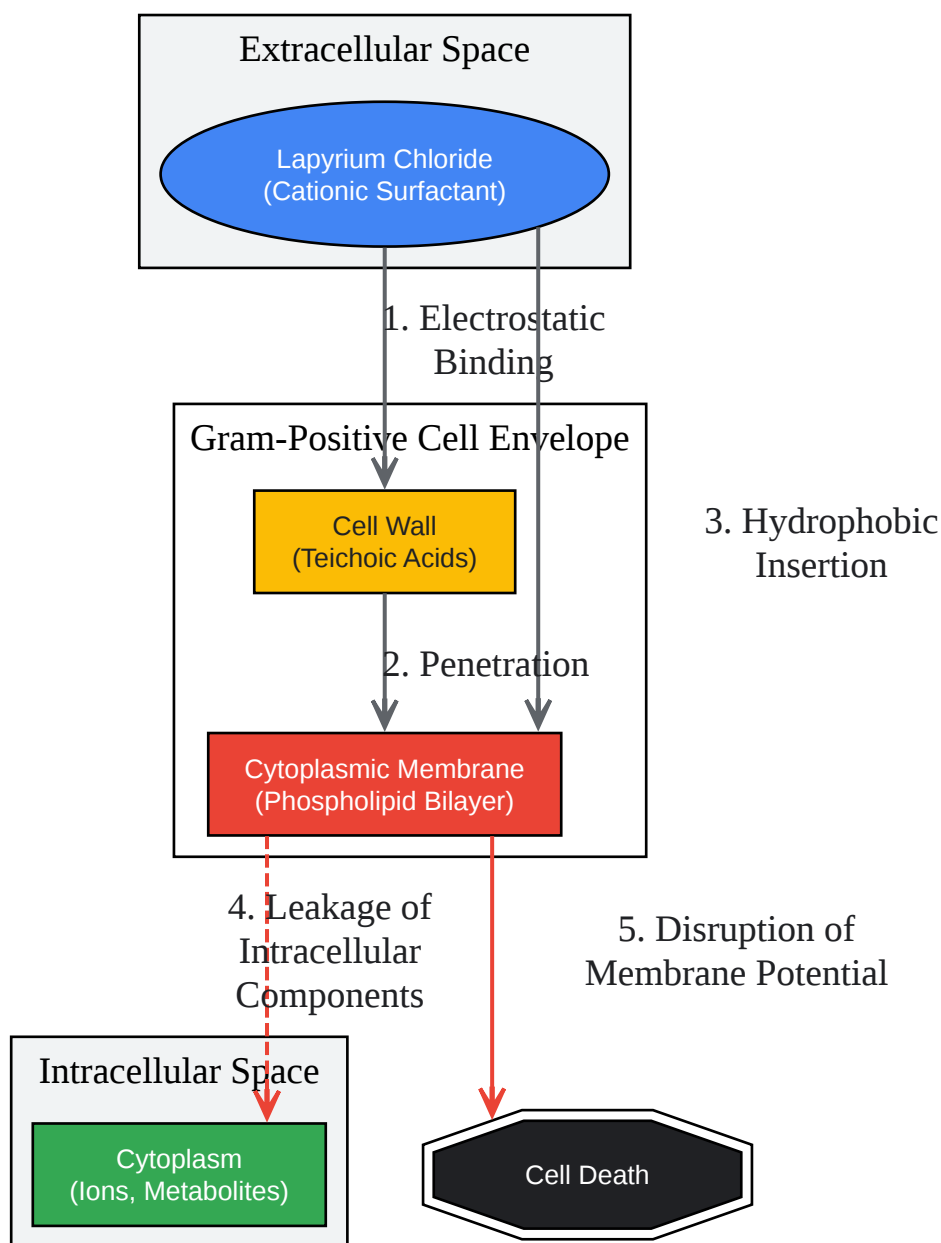 Extracellular Space
Lapyrium Chloride
(Cationic Surfactant)
1. Electrostatic
Binding
Gram-Positive Cell Envelope
Cell Wall
(Teichoic Acids)
3. Hydrophobic
Insertion
2. Penetration
Cytoplasmic Membrane
(Phospholipid Bilayer)
4. Leakage of
Intracellular
Components
5. Disruption of
Membrane Potential
Intracellular Space
Cytoplasm
(Ions, Metabolites)
Cell Death